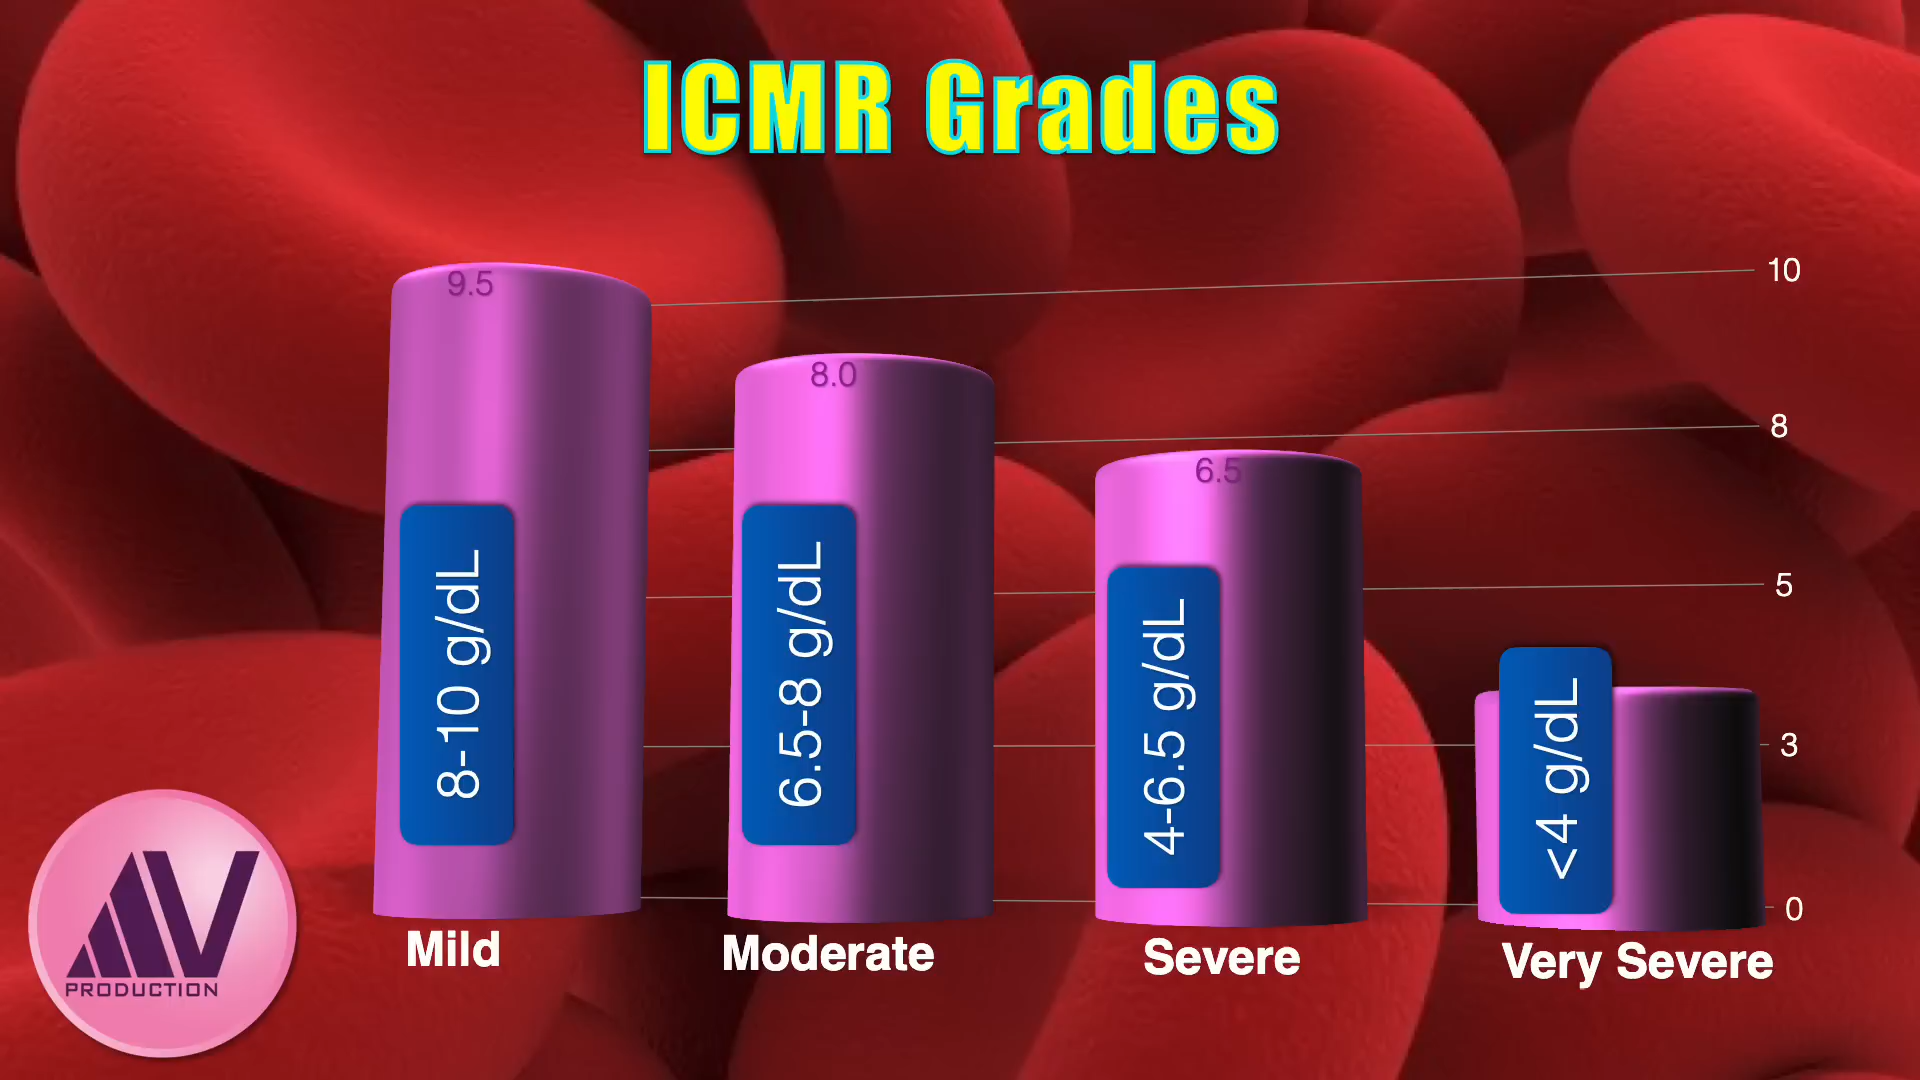 ICMR Grades
9.5
8.0
6.5
10
8
5
3
0
8-10 g/dL
6.5-8 g/dL
4-6.5 g/dL
<4 g/dL
Mild
Moderate
Severe
Very Severe
AV
PRODUCTION